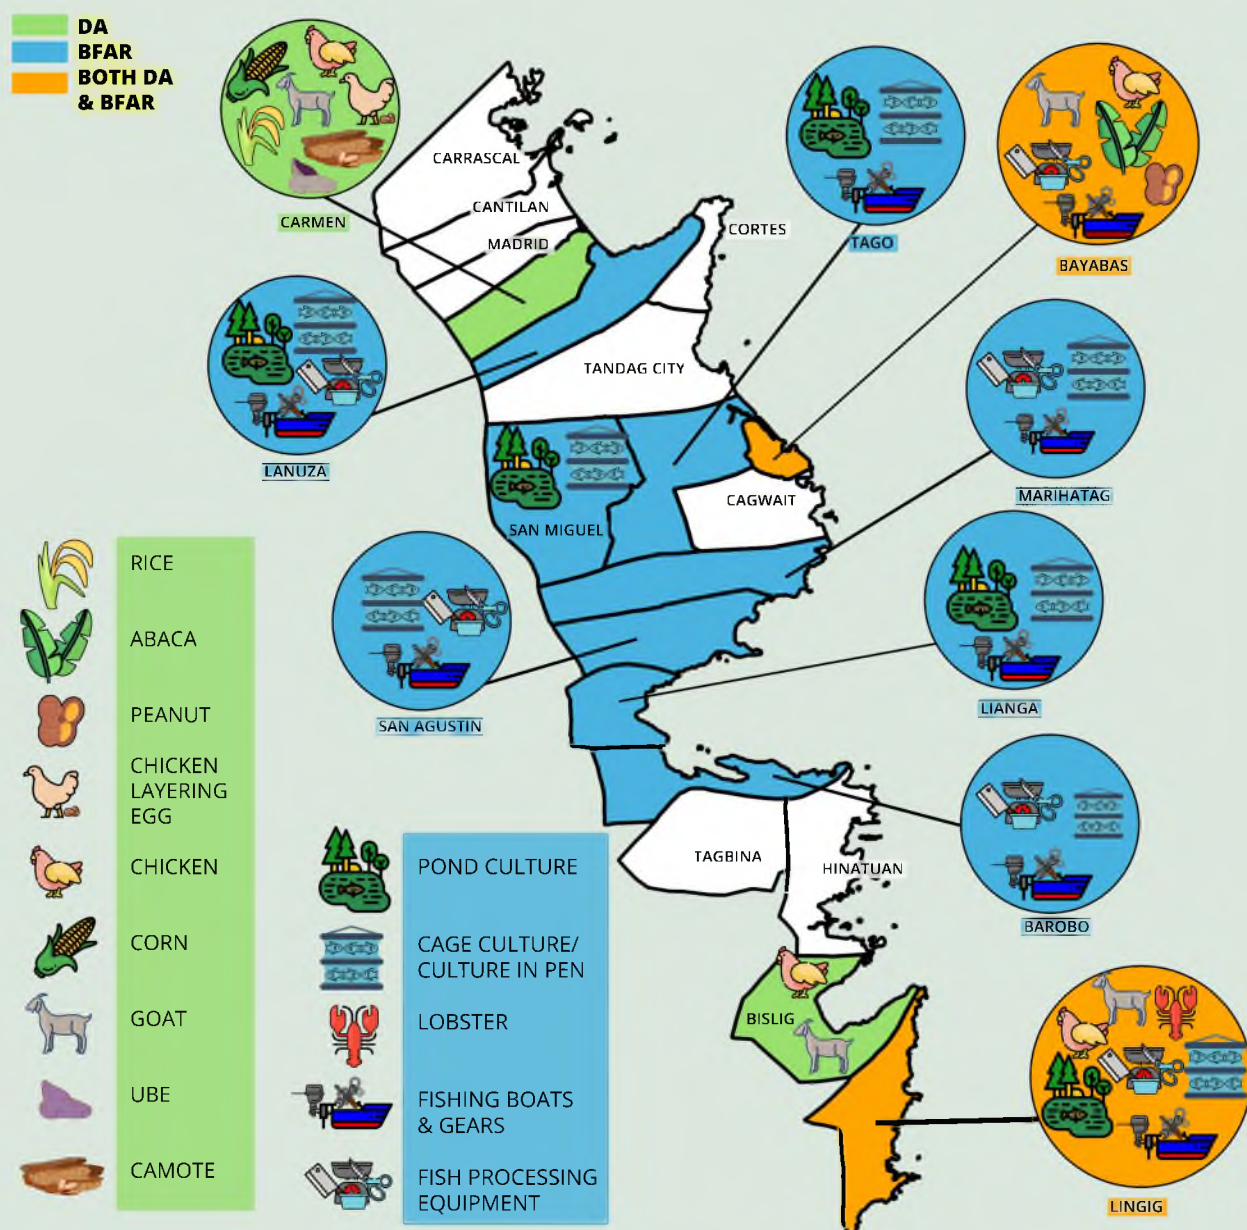 DA
BFAR
BOTH DA
& BFAR
CARMEN
CARRASCAL
CANTILAN
MADRID
CORTES
TAGO
BAYABAS
LANUZA
TANDAG CITY
MARIHATAG
CAGWAIT
SAN MIGUEL
SAN AGUSTIN
LIANGA
BAROBO
TAGBINA
HINATUAN
BISLIG
LINGIG
RICE
ABACA
PEANUT
CHICKEN
LAYERING
EGG
CHICKEN
CORN
GOAT
UBE
CAMOTE
POND CULTURE
CAGE CULTURE/
CULTURE IN PEN
LOBSTER
FISHING BOATS
& GEARS
FISH PROCESSING
EQUIPMENT